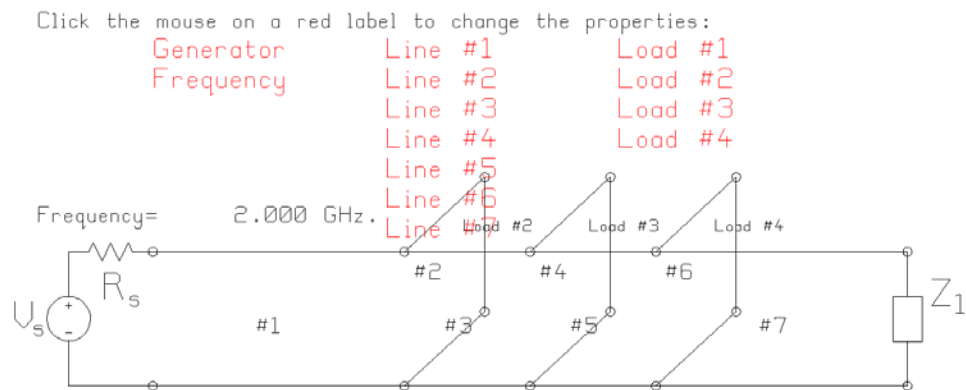 Click the mouse on a red label to change the properties:
Generator Line #1 Load #1
Frequency Line #2 Load #2
Line #3 Load #3
Line #4 Load #4
Line #5
Line #6
Frequency= 2.000 GHz.
Line #7 Load #2 Load #3 Load #4
Rs
#2 #4 #6
Vs
+
-
#1 #3 #5 #7
Z1